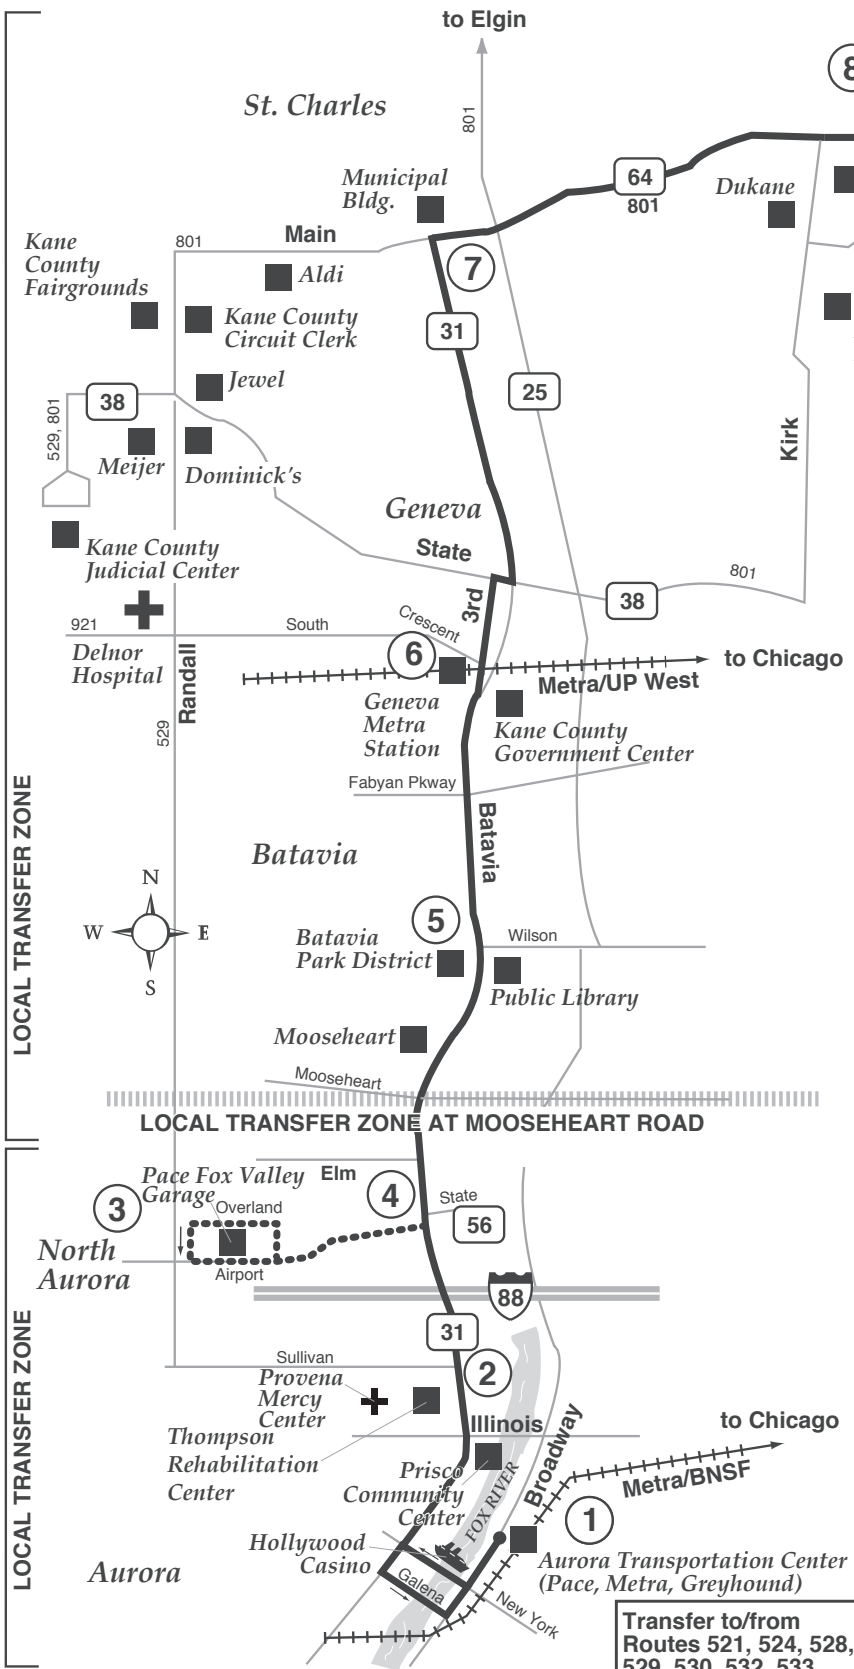 to Elgin
8
St. Charles
801
Municipal
Bldg.
64
801
Dukane
Kane
County
Fairgrounds
801
Main
Aldi
7
Kane County
Circuit Clerk
31
Jewel
38
25
529, 801
Kirk
Meijer
Dominick's
Geneva
State
Kane County
Judicial Center
3rd
801
38
921
South
Crescent
Delnor
Hospital
Randall
6
to Chicago
Metra/UP West
529
Geneva
Metra
Station
Kane County
Government Center
Fabyan Pkway
LOCAL TRANSFER ZONE
Batavia
Batavia
N
W
E
S
5
Wilson
Batavia
Park District
Public Library
Mooseheart
Mooseheart
LOCAL TRANSFER ZONE AT MOOSEHEART ROAD
Pace Fox Valley
Garage
Elm
3
4
Overland
State
56
North
Aurora
Airport
88
LOCAL TRANSFER ZONE
31
Sullivan
2
Provena
Mercy
Center
Illinois
Broadway
to Chicago
Metra/BNSF
Thompson
Rehabilitation
Center
Prisco
Community
Center
FOX RIVER
1
Hollywood
Casino
Aurora
Galena
New York
Aurora Transportation Center
(Pace, Metra, Greyhound)
Transfer to/from
Routes 521, 524, 528,
529, 530, 532, 533